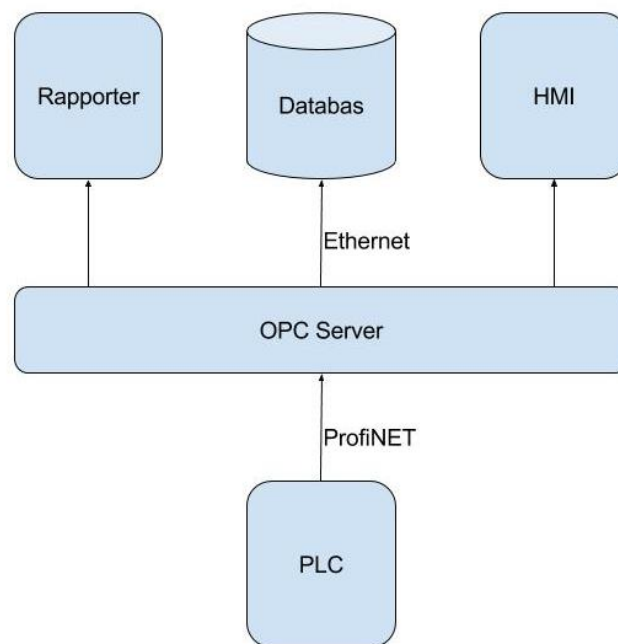 Rapporter
Databas
HMI
Ethernet
OPC Server
ProfiNET
PLC